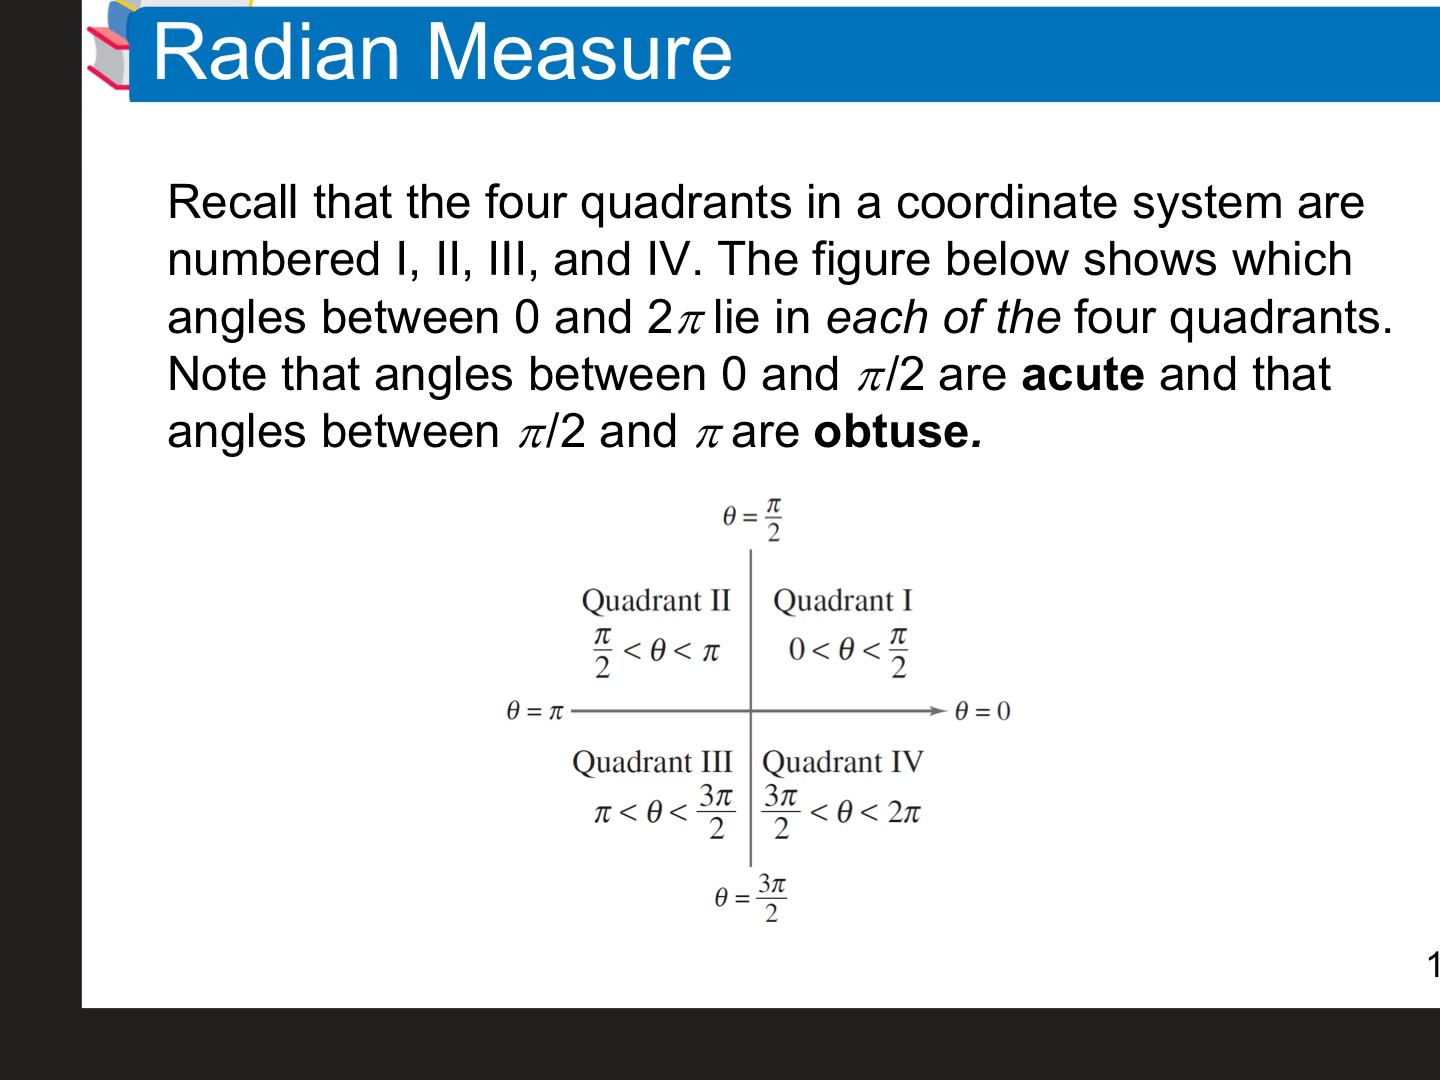 Radian Measure
Recall that the four quadrants in a coordinate system are
numbered I, II, III, and IV. The figure below shows which
angles between 0 and 2π lie in each of the four quadrants.
Note that angles between 0 and π/2 are acute and that
angles between π/2 and π are obtuse.
θ = π/2
Quadrant II
π/2 < θ < π
Quadrant I
0 < θ < π/2
θ = π
θ = 0
Quadrant III
π < θ < 3π/2
Quadrant IV
3π/2 < θ < 2π
θ = 3π/2
1